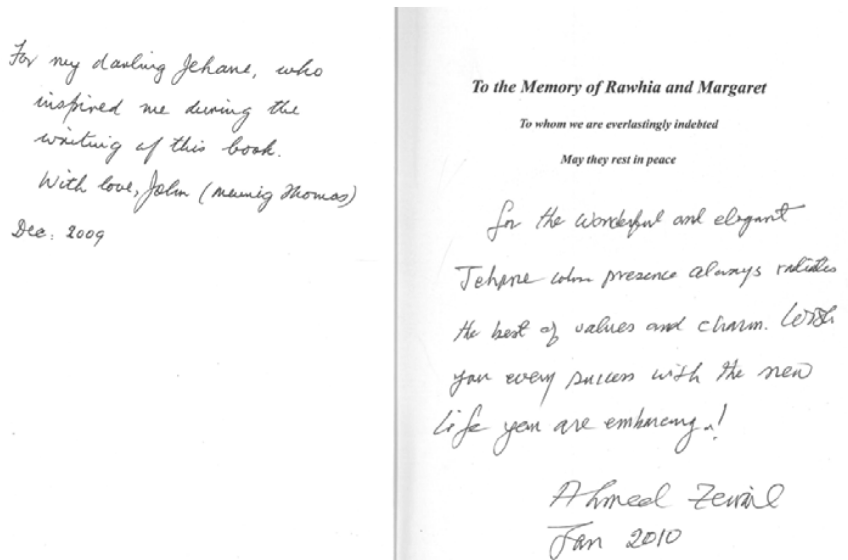 For my darling Jehane, who
inspired me during the
writing of this book.
With love, John (Meurig Thomas)
Dec. 2009
To the Memory of Rawhia and Margaret
To whom we are everlastingly indebted
May they rest in peace
for the wonderful and elegant
Jehane whose presence always radiates
the best of values and charm. Wish
you every success with the new
life you are embarcing!
Ahmed Zewail
Jan 2010